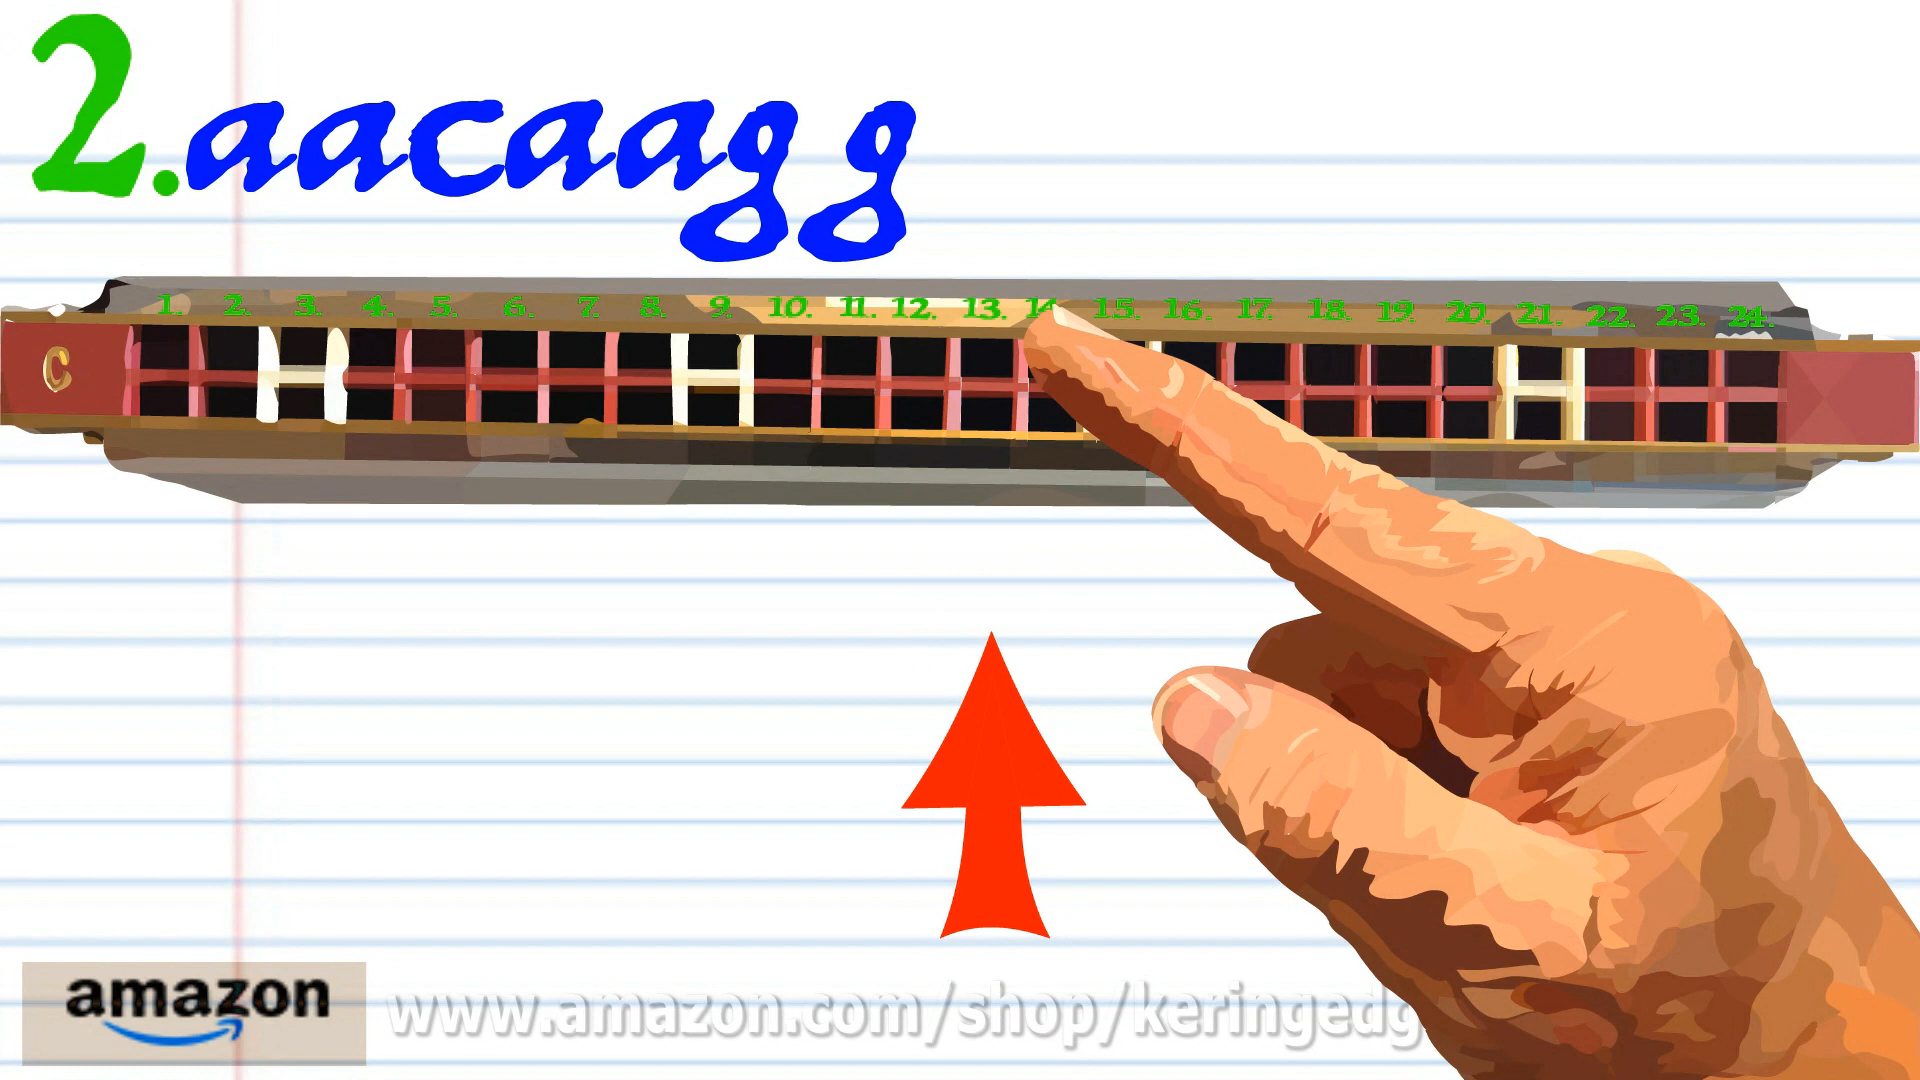 2. aacaagg
1. 2. 3. 4. 5. 6. 7. 8. 9. 10. 11. 12. 13. 14. 15. 16. 17. 18. 19. 20. 21. 22. 23. 24.
C
amazon www.amazon.com/shop/keringedg